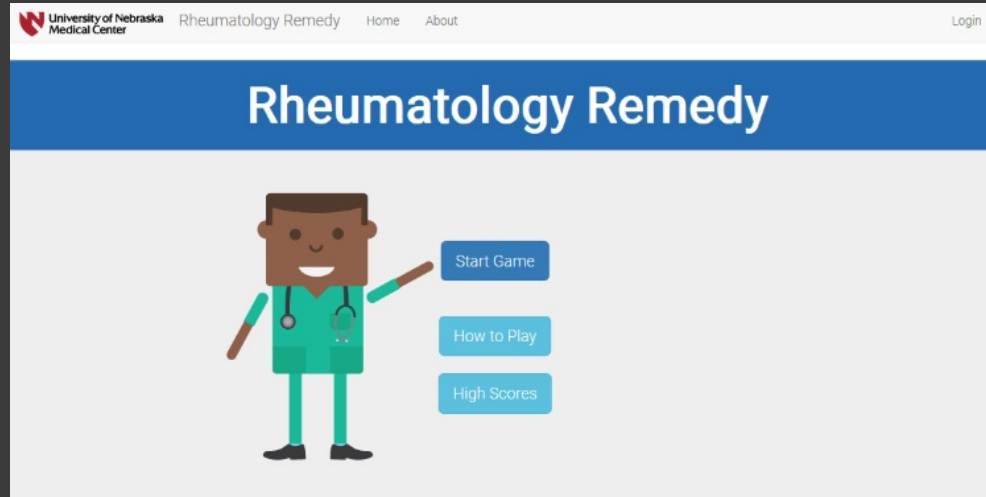 University of Nebraska
Medical Center
Rheumatology Remedy
Home
About
Login
Rheumatology Remedy
Start Game
How to Play
High Scores